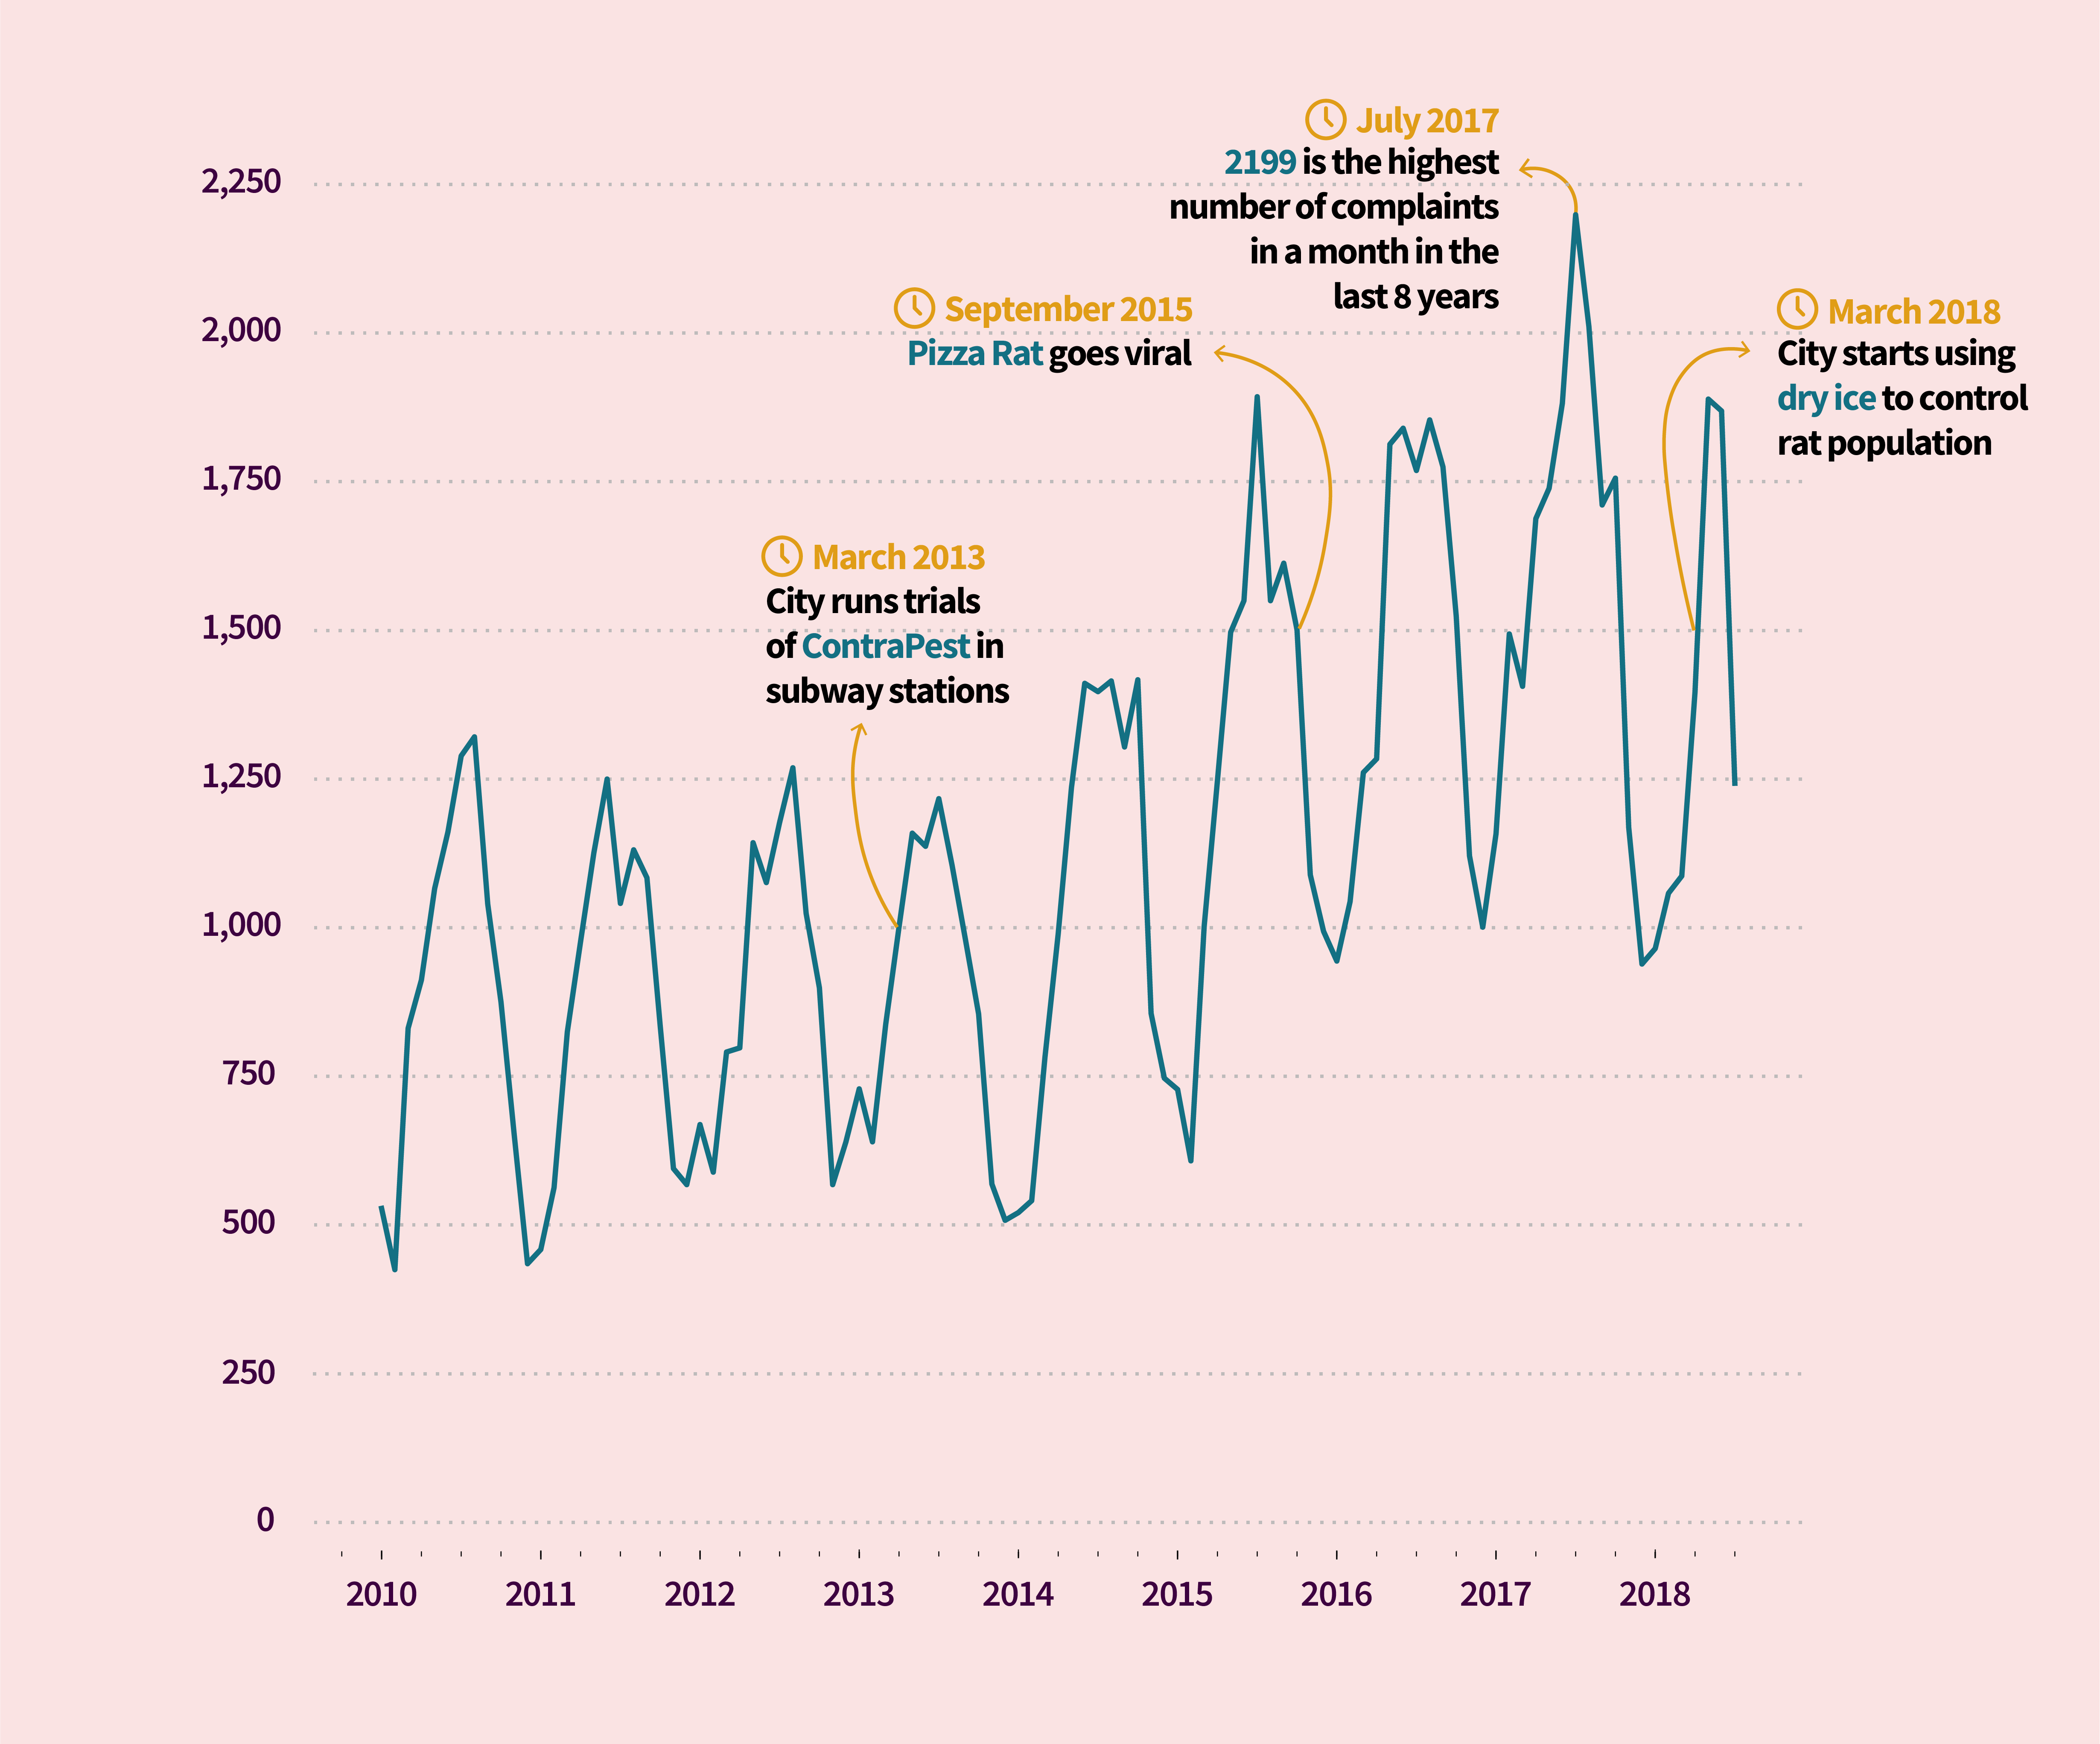 July 2017
2199 is the highest
number of complaints
in a month in the
last 8 years
September 2015
Pizza Rat goes viral
March 2018
City starts using
dry ice to control
rat population
March 2013
City runs trials
of ContraPest in
subway stations
2,250
2,000
1,750
1,500
1,250
1,000
750
500
250
0
2010 2011 2012 2013 2014 2015 2016 2017 2018